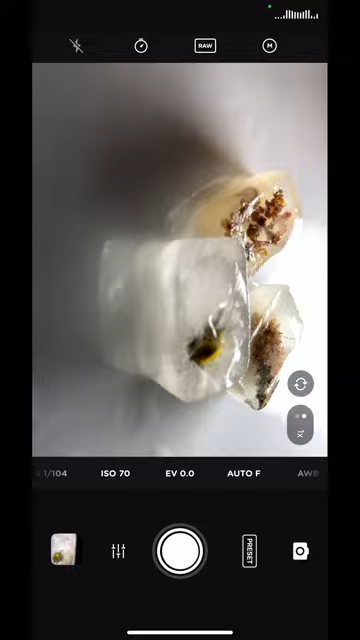 RAW
M
1x
S 1/104
ISO 70
EV 0.0
AUTO F
AWB
PRESET